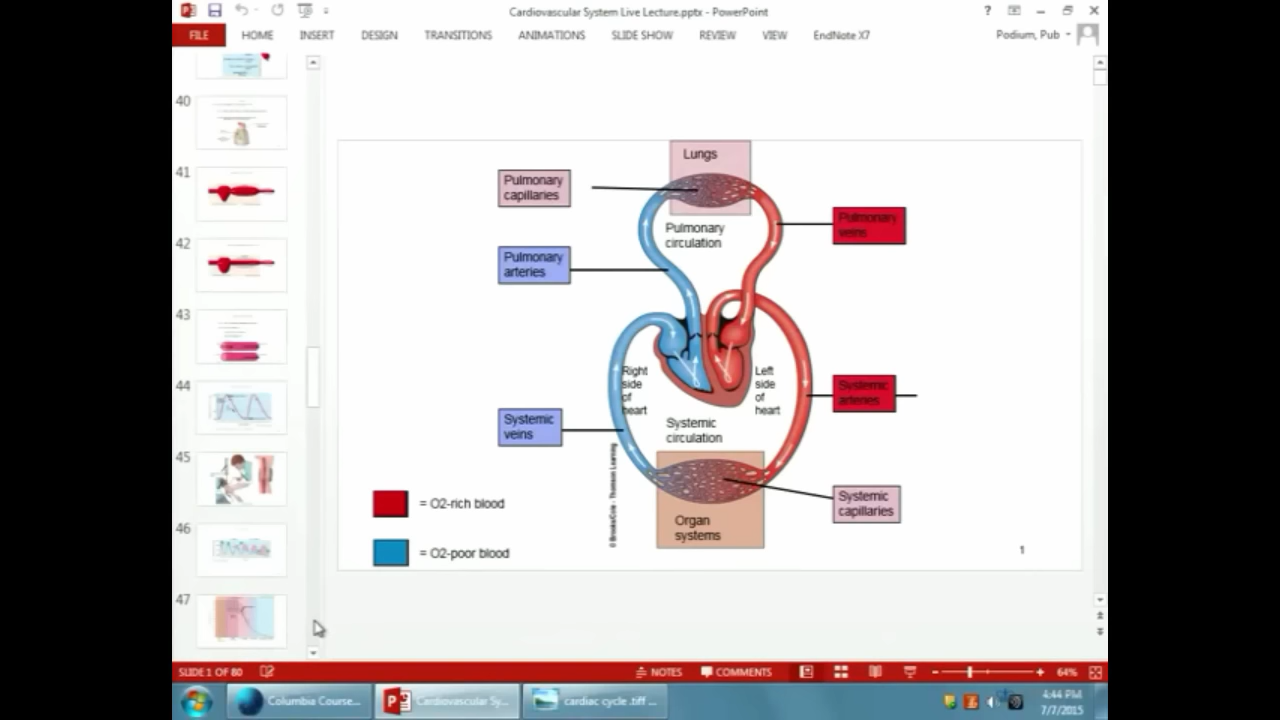 Cardiovascular System Live Lecture.pptx - PowerPoint
?
FILE HOME INSERT DESIGN TRANSITIONS ANIMATIONS SLIDE SHOW REVIEW VIEW EndNote X7 Podium, Pub
40
41
42
43
44
45
46
47
Lungs
Pulmonary
capillaries
Pulmonary
veins
Pulmonary
circulation
Pulmonary
arteries
Right
side
of
heart
Left
side
of
heart
Systemic
arteries
Systemic
veins
Systemic
circulation
Systemic
capillaries
Organ
systems
© Brooks/Cole - Thomson Learning
= O2-rich blood
= O2-poor blood
1
SLIDE 1 OF 80 NOTES COMMENTS 64%
Columbia Course... Cardiovascular Sy... cardiac cycle .tiff ...
4:44 PM
7/7/2015